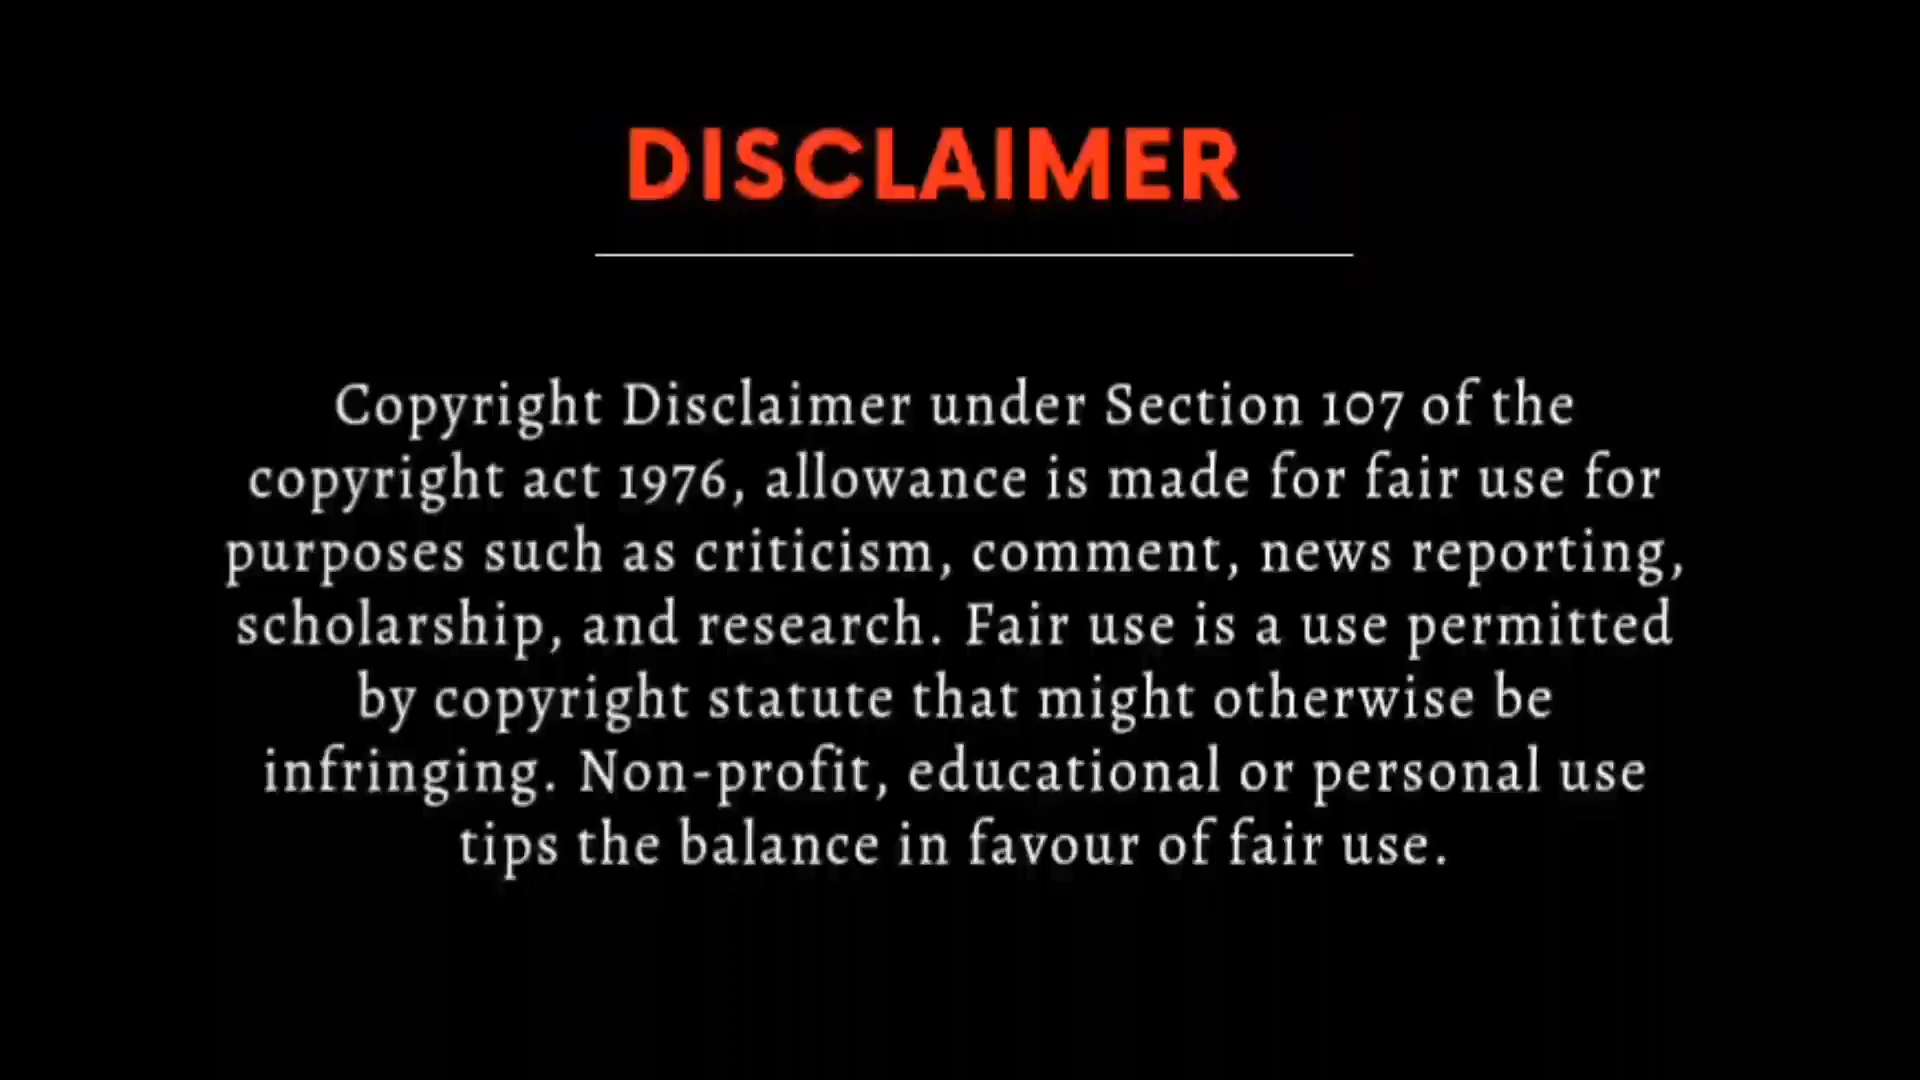 DISCLAIMER
Copyright Disclaimer under Section 107 of the
copyright act 1976, allowance is made for fair use for
purposes such as criticism, comment, news reporting,
scholarship, and research. Fair use is a use permitted
by copyright statute that might otherwise be
infringing. Non-profit, educational or personal use
tips the balance in favour of fair use.